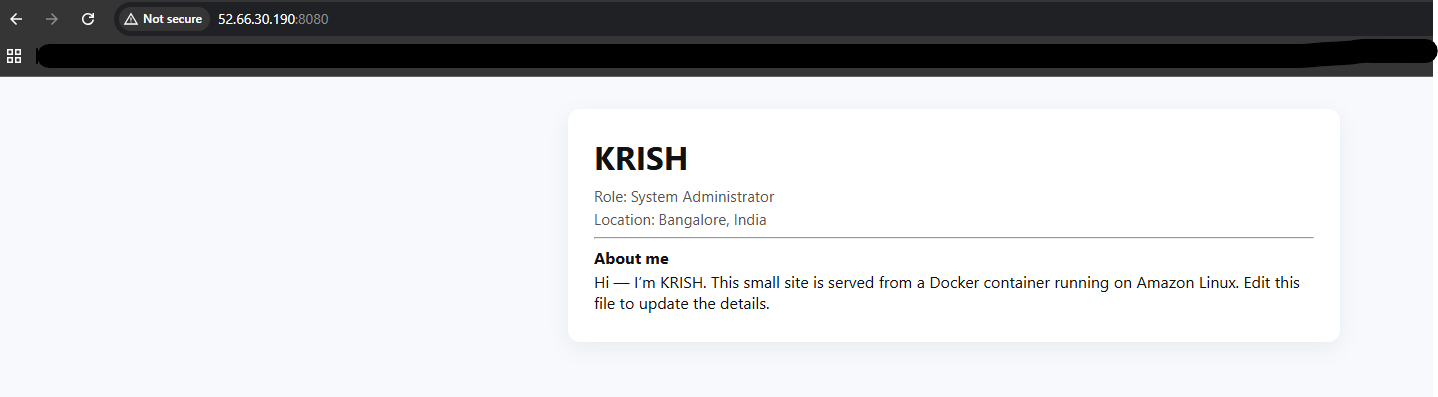 Not secure 52.66.30.190:8080
KRISH
Role: System Administrator
Location: Bangalore, India
About me
Hi — I’m KRISH. This small site is served from a Docker container running on Amazon Linux. Edit this
file to update the details.